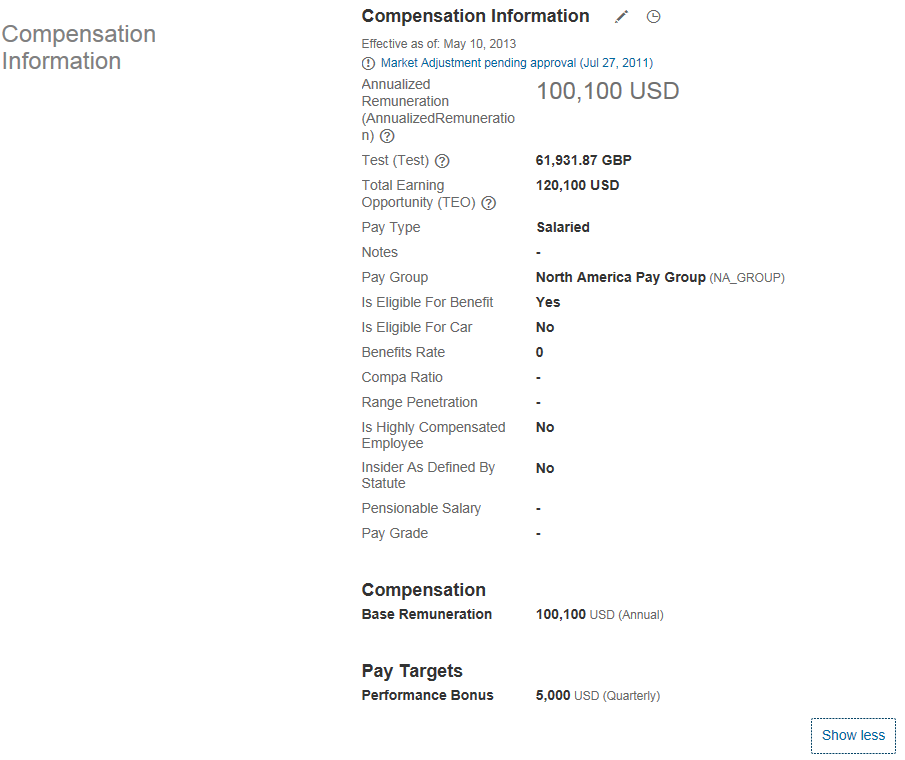 Compensation
Information
Compensation Information
Effective as of: May 10, 2013
Market Adjustment pending approval (Jul 27, 2011)
Annualized
Remuneration
(AnnualizedRemuneratio
n)
100,100 USD
Test (Test) 61,931.87 GBP
Total Earning
Opportunity (TEO)
120,100 USD
Pay Type Salaried
Notes -
Pay Group North America Pay Group (NA_GROUP)
Is Eligible For Benefit Yes
Is Eligible For Car No
Benefits Rate 0
Compa Ratio -
Range Penetration -
Is Highly Compensated
Employee
No
Insider As Defined By
Statute
No
Pensionable Salary -
Pay Grade -
Compensation
Base Remuneration 100,100 USD (Annual)
Pay Targets
Performance Bonus 5,000 USD (Quarterly)
Show less